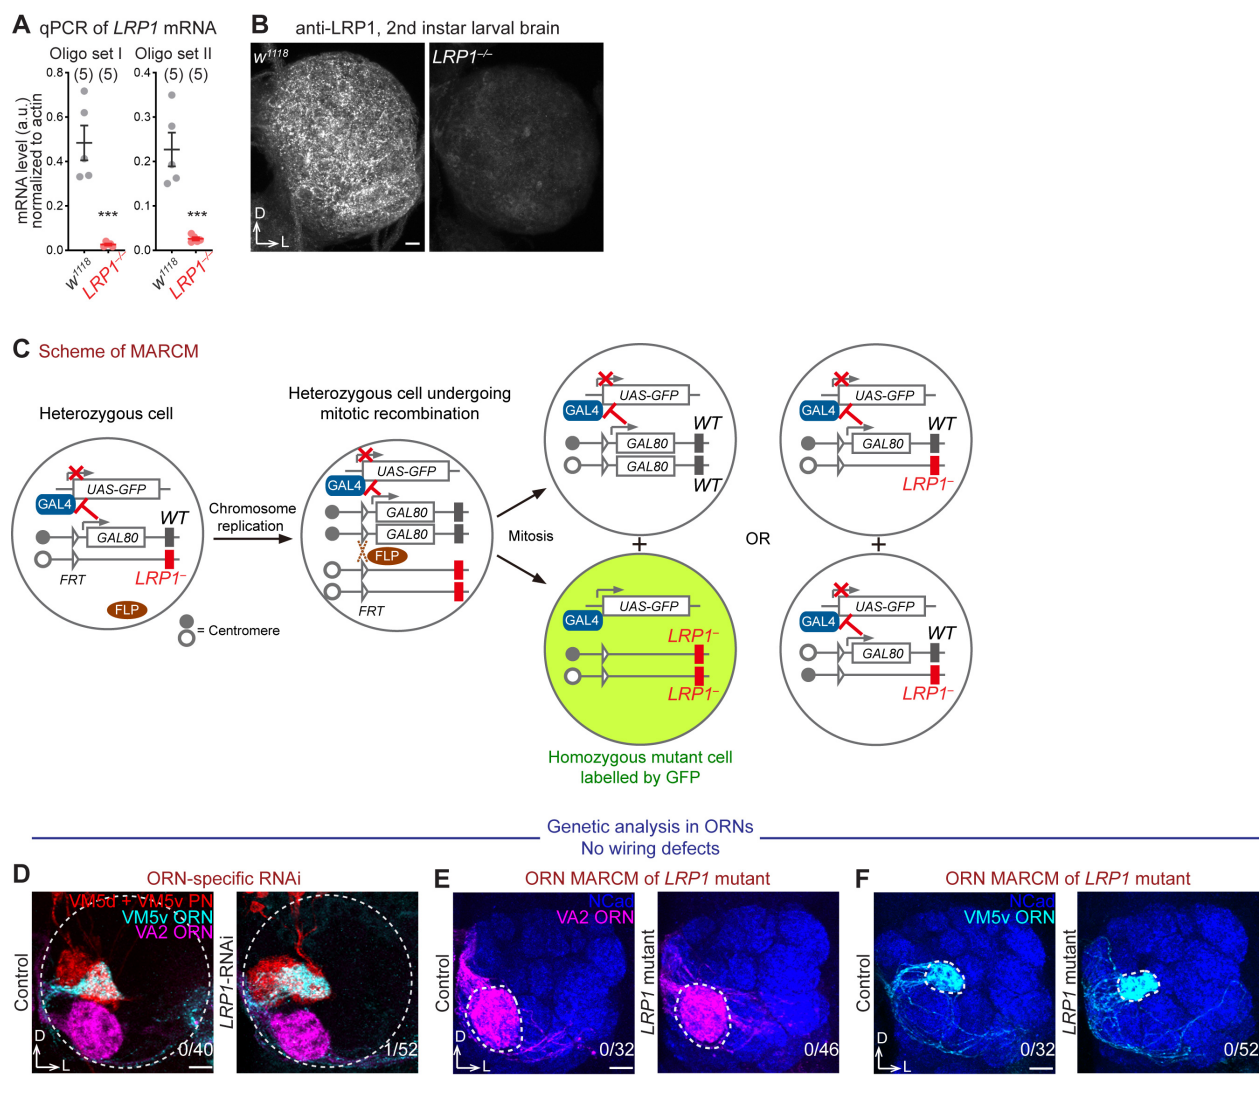 A qPCR of LRP1 mRNA
Oligo set I
(5) (5)
Oligo set II
(5) (5)
mRNA level (a.u.)
normalized to actin
0.8
0.6
0.4
0.2
0.0
***
w1118
LRP1–/–
0.4
0.3
0.2
0.1
0.0
***
w1118
LRP1–/–
B anti-LRP1, 2nd instar larval brain
w1118
LRP1–/–
D
L
C Scheme of MARCM
Heterozygous cell
UAS-GFP
GAL4
WT
GAL80
FRT
LRP1–
FLP
= Centromere
Chromosome
replication
Heterozygous cell undergoing
mitotic recombination
UAS-GFP
GAL4
GAL80
GAL80
FLP
FRT
Mitosis
UAS-GFP
GAL4
WT
GAL80
GAL80
WT
+
UAS-GFP
GAL4
LRP1–
LRP1–
Homozygous mutant cell
labelled by GFP
OR
UAS-GFP
GAL4
WT
GAL80
LRP1–
+
UAS-GFP
GAL4
WT
GAL80
LRP1–
Genetic analysis in ORNs
No wiring defects
D ORN-specific RNAi
Control
VM5d + VM5v PN
VM5v ORN
VA2 ORN
D
L
0/40
LRP1-RNAi
1/52
E ORN MARCM of LRP1 mutant
Control
NCad
VA2 ORN
D
L
0/32
LRP1 mutant
0/46
F ORN MARCM of LRP1 mutant
Control
NCad
VM5v ORN
D
L
0/32
LRP1 mutant
0/52